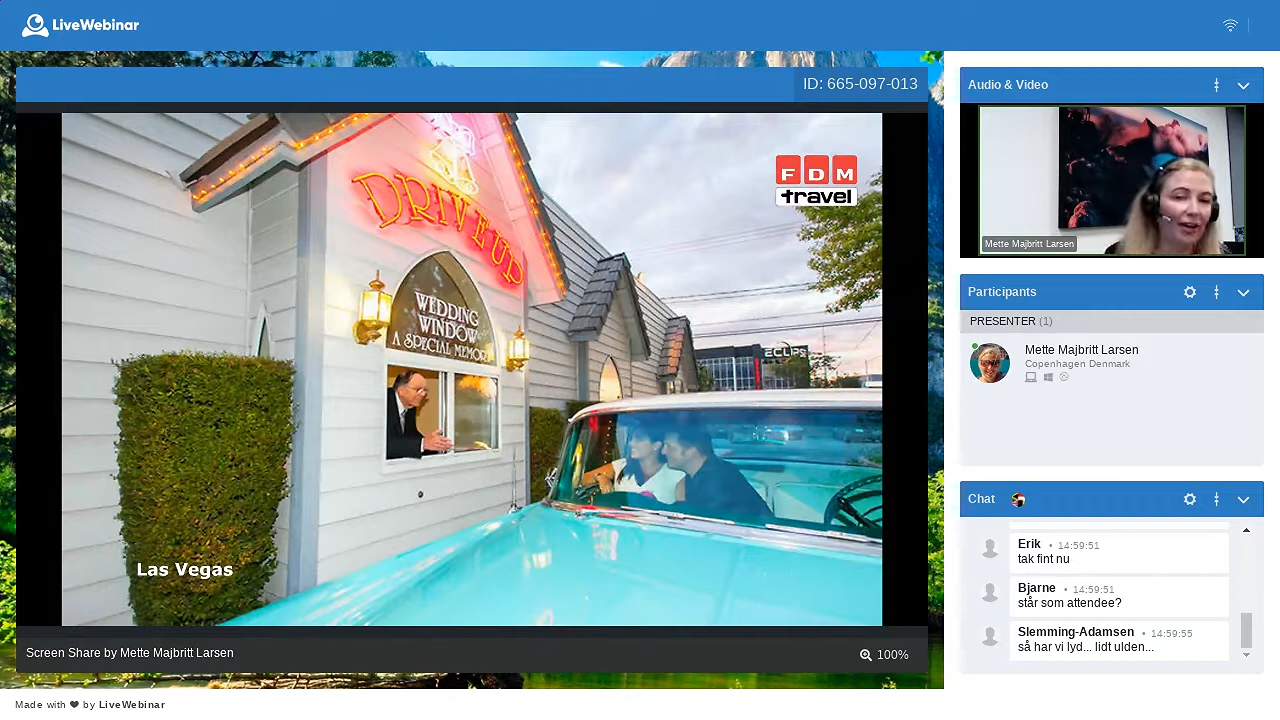 LiveWebinar
ID: 665-097-013
DRIVE UP
WEDDING
WINDOW
A SPECIAL MEMORY
FDM
travel
ECLIPS
Las Vegas
Screen Share by Mette Majbritt Larsen
100%
Made with by LiveWebinar
Audio & Video
Mette Majbritt Larsen
Participants
PRESENTER (1)
Mette Majbritt Larsen
Copenhagen Denmark
Chat
Erik • 14:59:51
tak fint nu
Bjarne • 14:59:51
står som attendee?
Slemming-Adamsen • 14:59:55
så har vi lyd... lidt ulden...